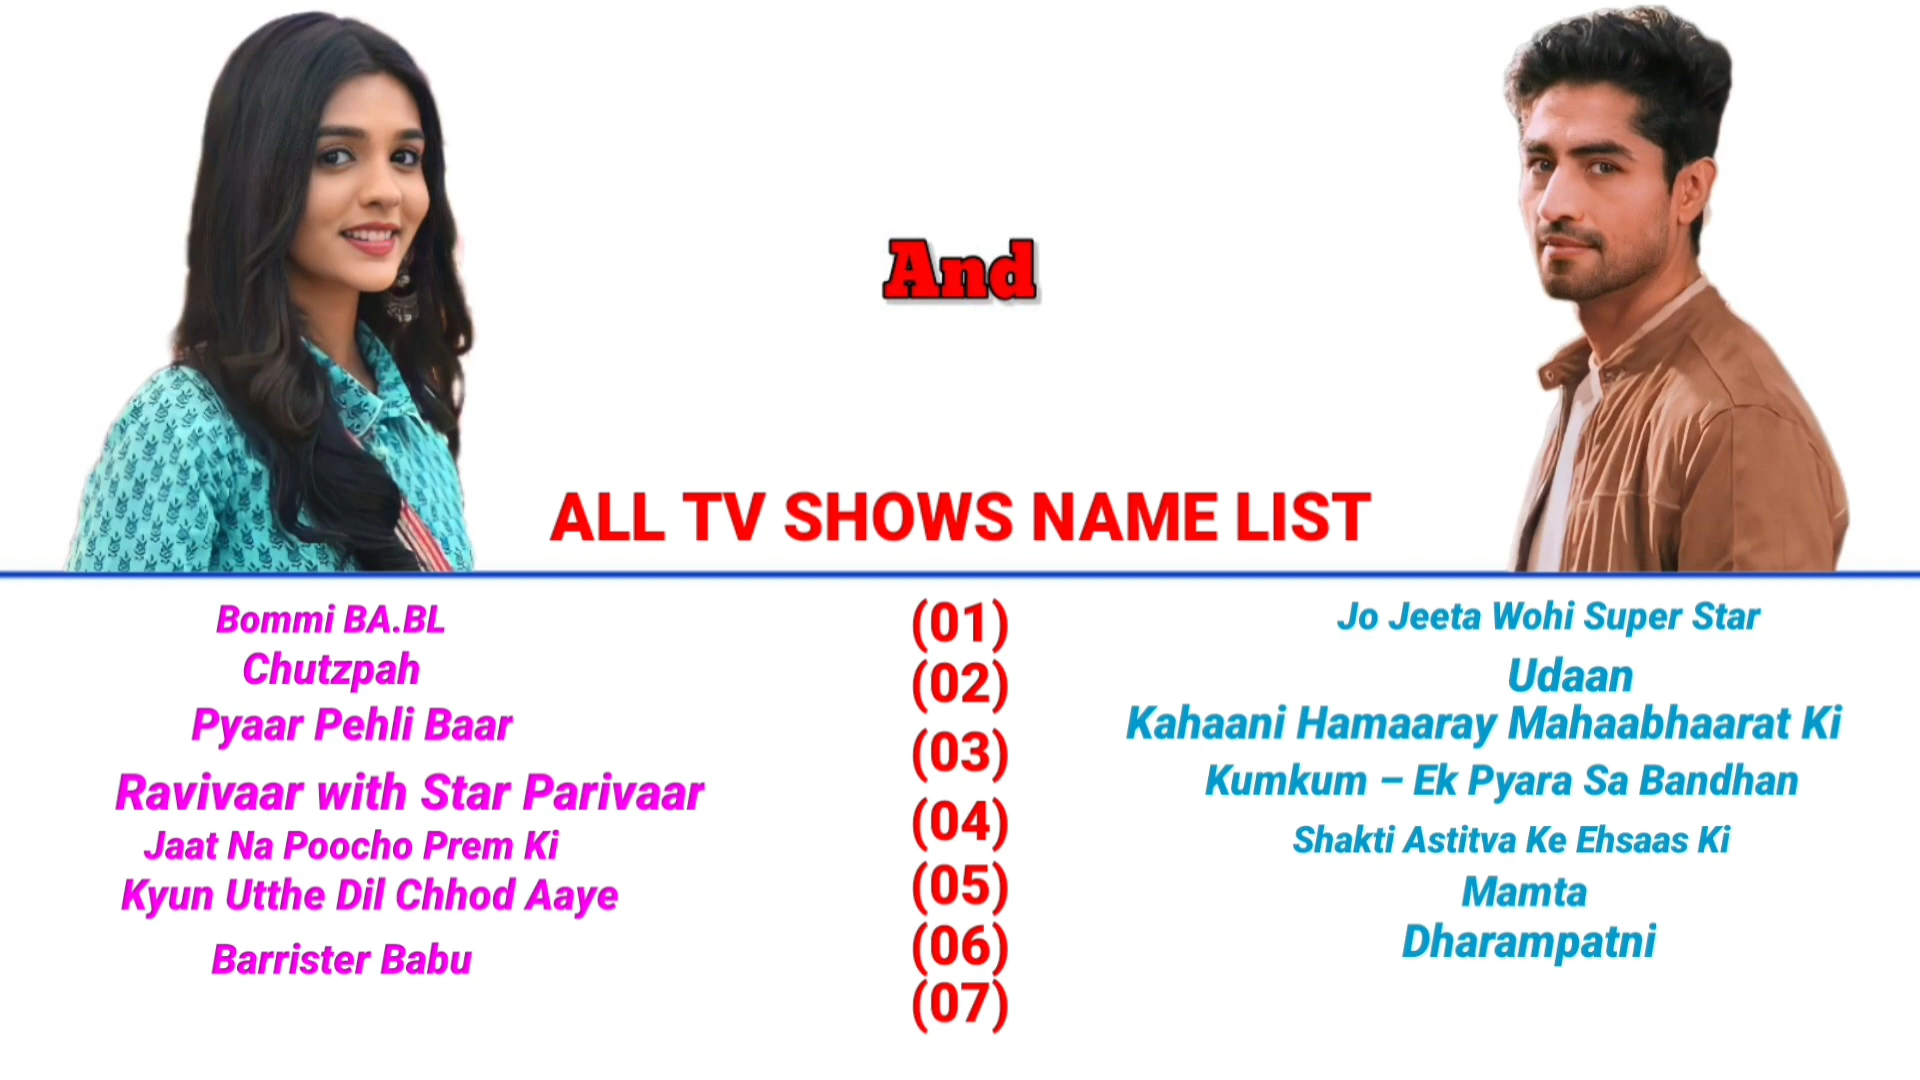 And
ALL TV SHOWS NAME LIST
Bommi BA.BL
(01)
Jo Jeeta Wohi Super Star
Chutzpah
(02)
Udaan
Pyaar Pehli Baar
(03)
Kahaani Hamaaray Mahaabhaarat Ki
Ravivaar with Star Parivaar
(04)
Kumkum – Ek Pyara Sa Bandhan
Jaat Na Poocho Prem Ki
(05)
Shakti Astitva Ke Ehsaas Ki
Kyun Utthe Dil Chhod Aaye
(06)
Mamta
Barrister Babu
(07)
Dharampatni